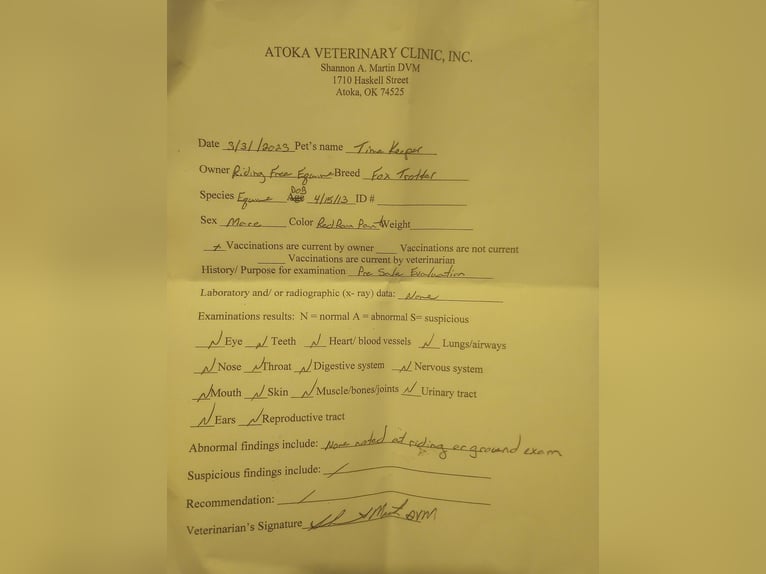 ATOKA VETERINARY CLINIC, INC.
Shannon A. Martin DVM
1710 Haskell Street
Atoka, OK 74525
Date 3/31/2023 Pet's name Time Keeper
Owner Riding Free Equine Breed Fox Trotter
Species Equine Age DOB 4/15/13 ID #
Sex Mare Color Red Roan Paint Weight
x Vaccinations are current by owner Vaccinations are not current
Vaccinations are current by veterinarian
History/ Purpose for examination Pre Sale Evaluation
Laboratory and/ or radiographic (x- ray) data: None
Examinations results: N = normal A = abnormal S= suspicious
N Eye N Teeth N Heart/ blood vessels N Lungs/airways
N Nose N Throat N Digestive system N Nervous system
N Mouth N Skin N Muscle/bones/joints N Urinary tract
N Ears N Reproductive tract
Abnormal findings include: None noted at riding or ground exam
Suspicious findings include: /
Recommendation: /
Veterinarian's Signature DVM